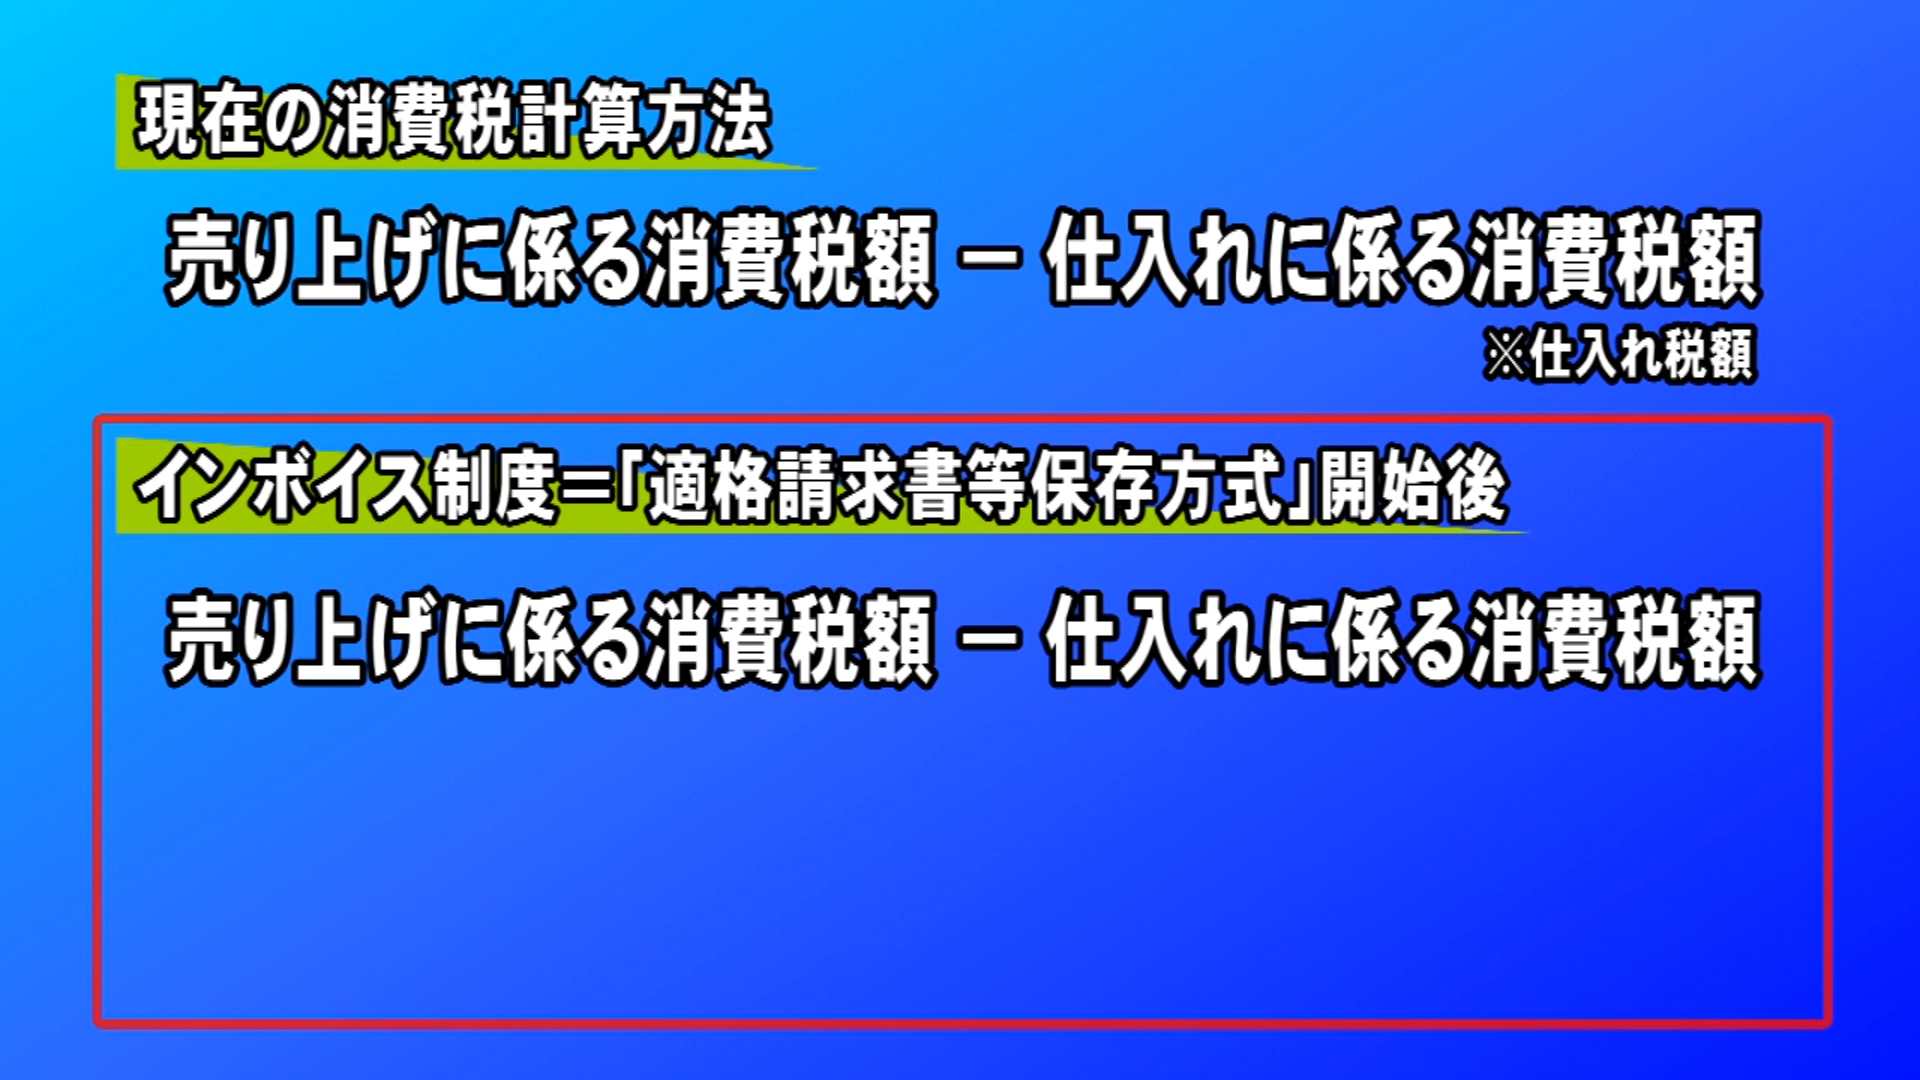 現在の消費税計算方法
売り上げに係る消費税額 － 仕入れに係る消費税額
※仕入れ税額
インボイス制度＝「適格請求書等保存方式」開始後
売り上げに係る消費税額 － 仕入れに係る消費税額